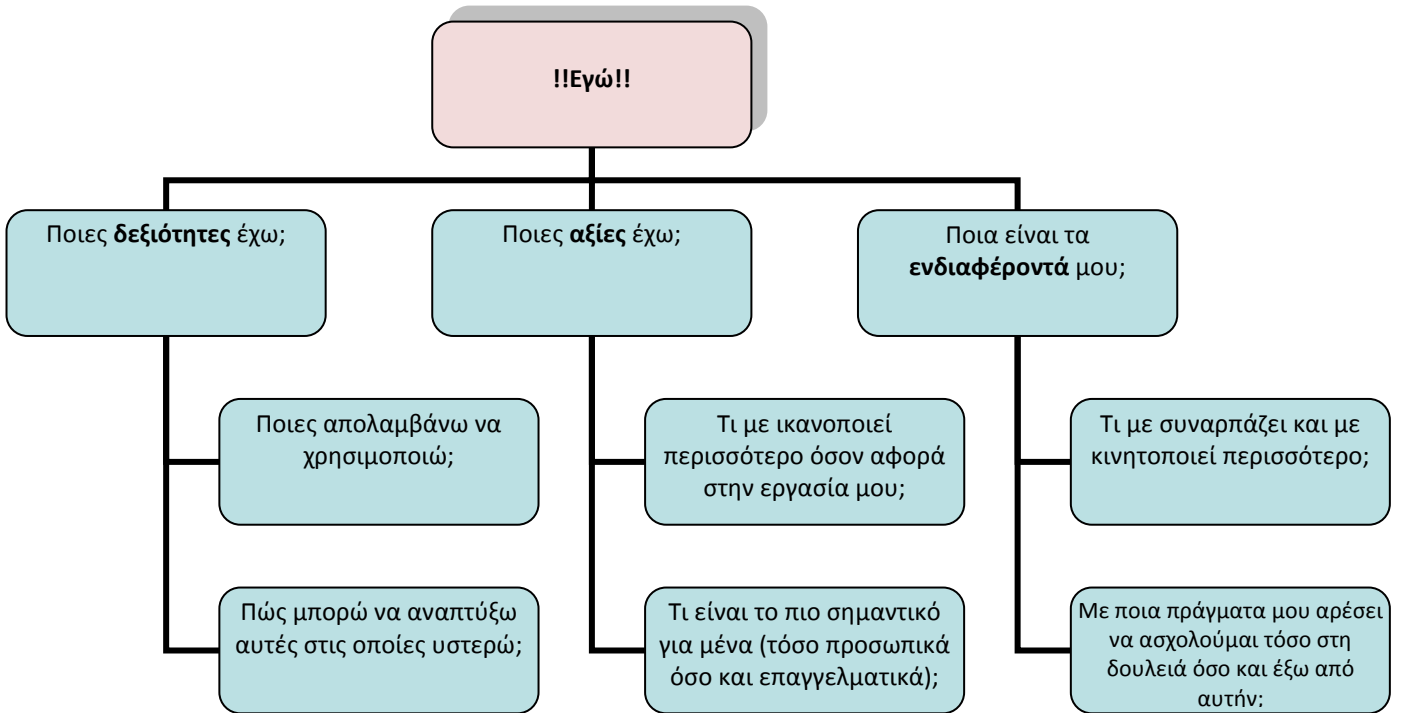 !!Εγώ!!
Ποιες δεξιότητες έχω;
Ποιες αξίες έχω;
Ποια είναι τα
ενδιαφέροντά μου;
Ποιες απολαμβάνω να
χρησιμοποιώ;
Τι με ικανοποιεί
περισσότερο όσον αφορά
στην εργασία μου;
Τι με συναρπάζει και με
κινητοποιεί περισσότερο;
Πώς μπορώ να αναπτύξω
αυτές στις οποίες υστερώ;
Τι είναι το πιο σημαντικό
για μένα (τόσο προσωπικά
όσο και επαγγελματικά);
Με ποια πράγματα μου αρέσει
να ασχολούμαι τόσο στη
δουλειά όσο και έξω από
αυτήν;